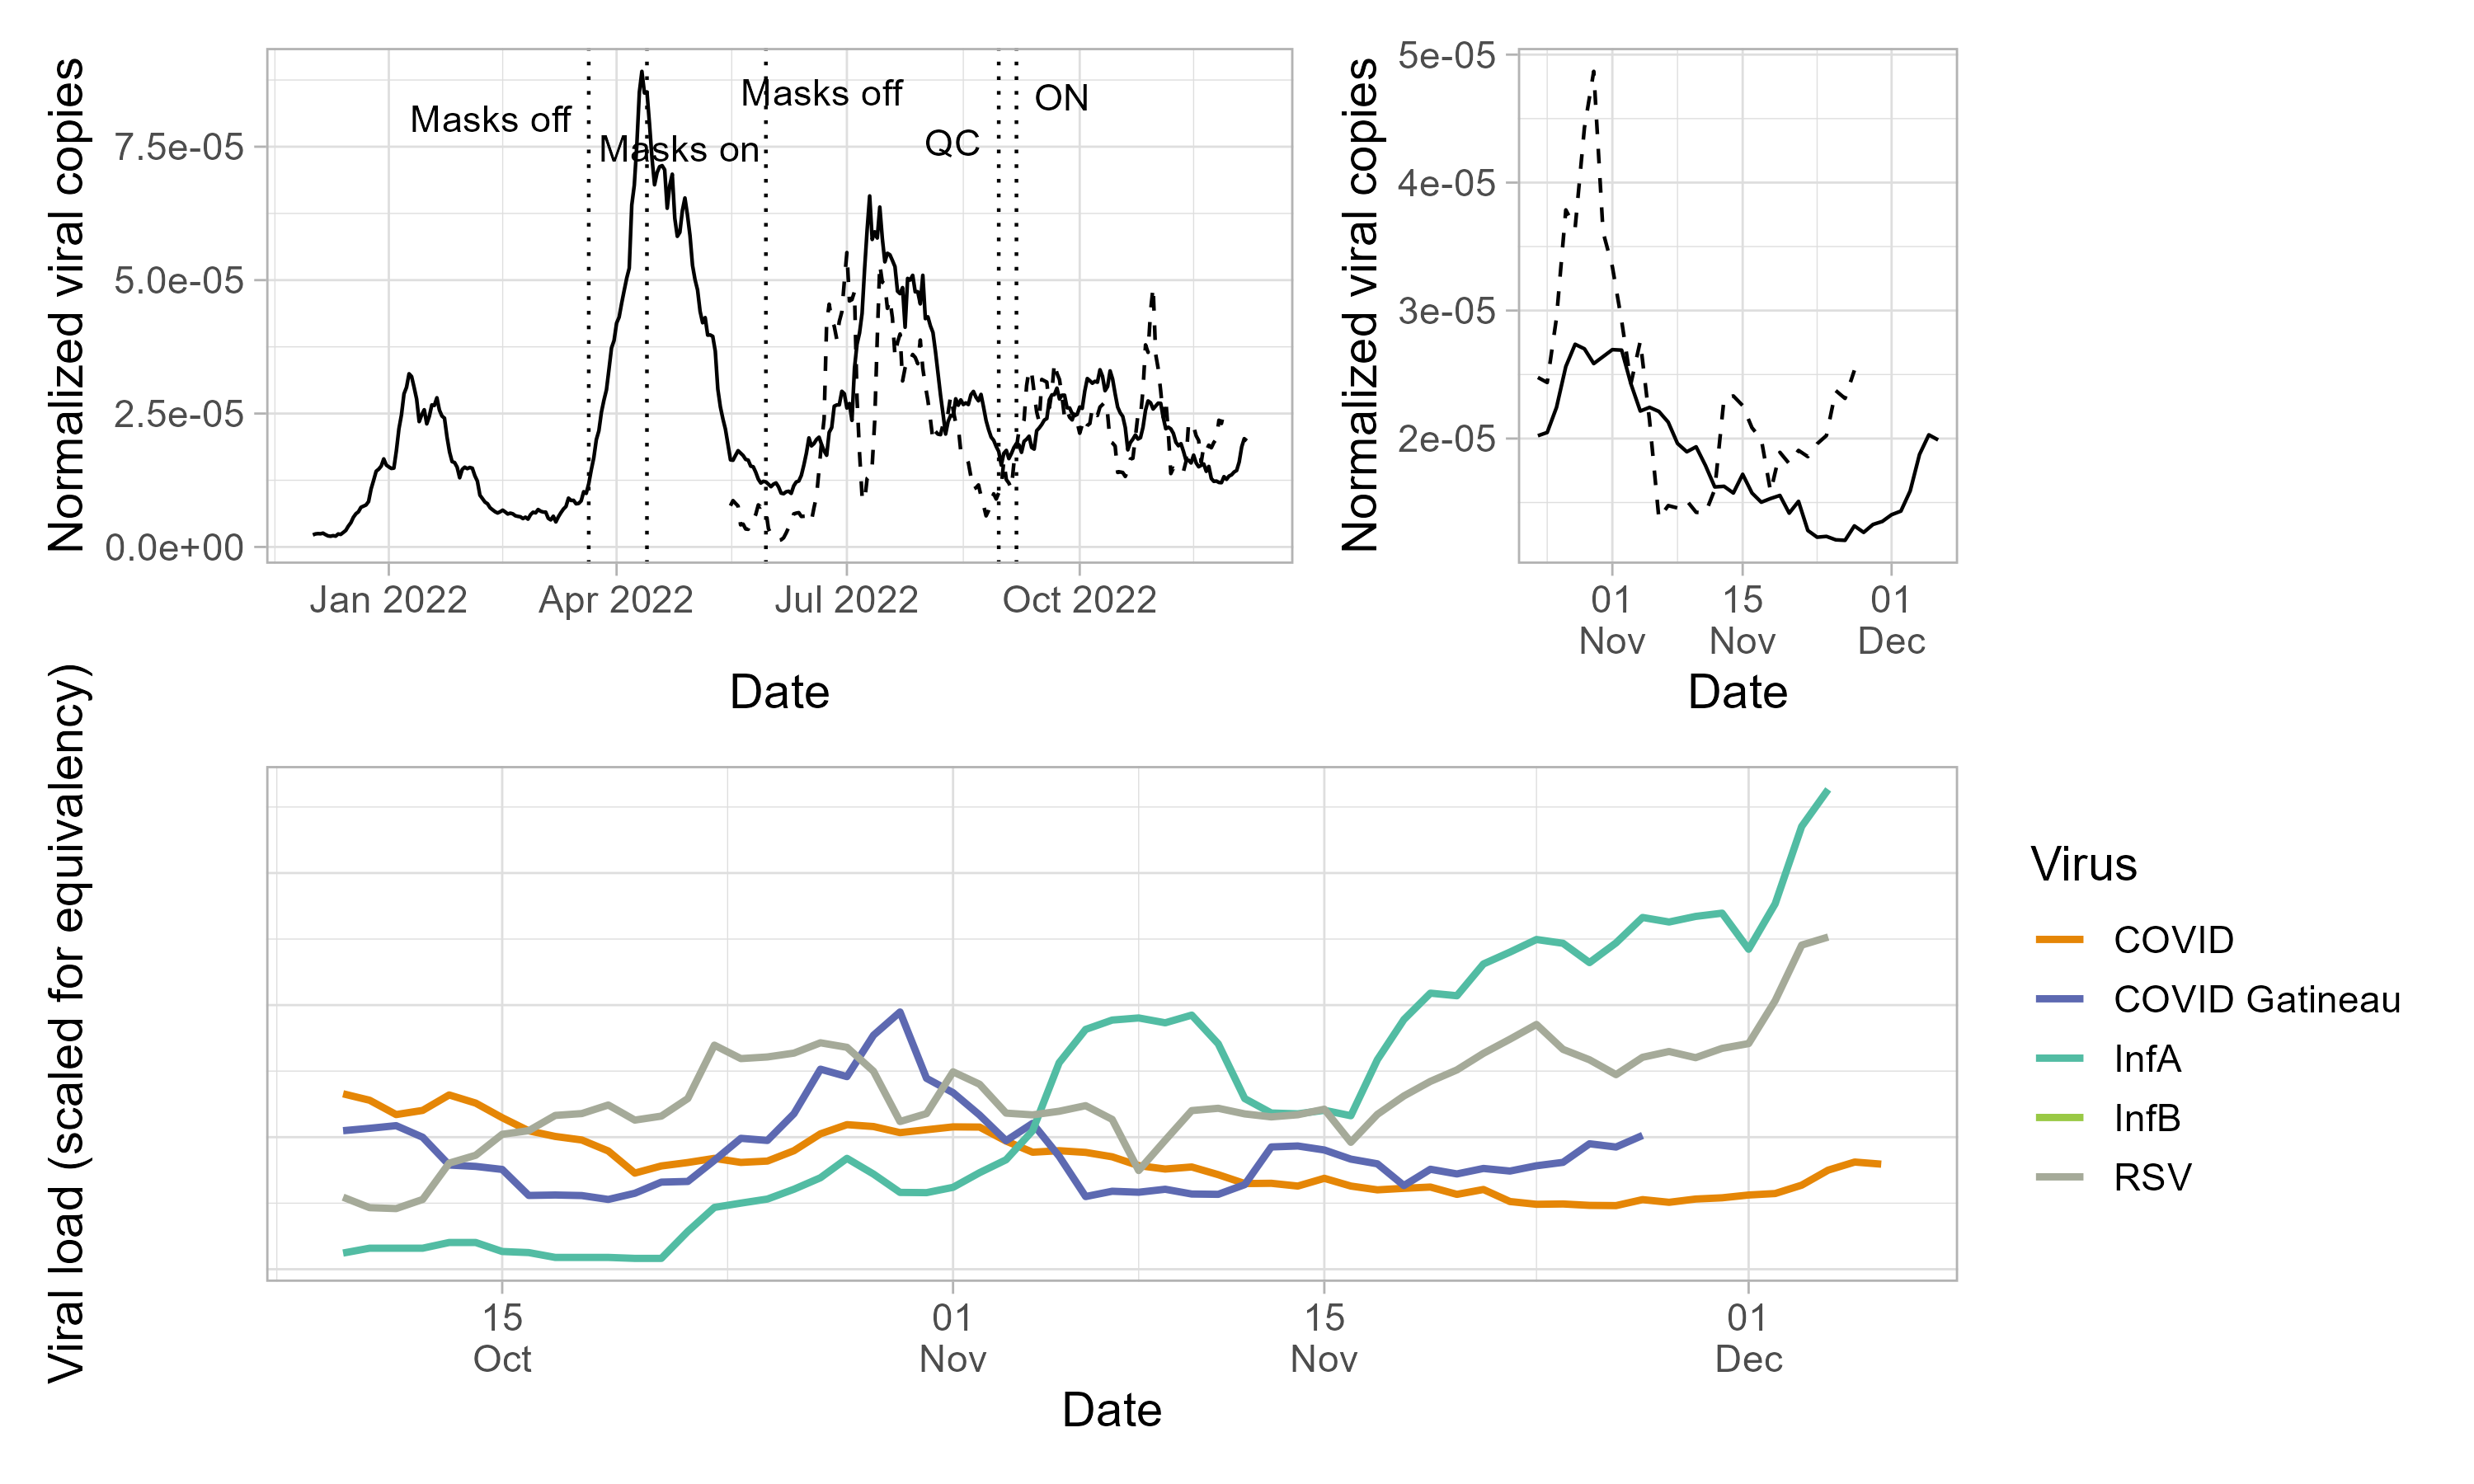 Normalized viral copies
7.5e-05
5.0e-05
2.5e-05
0.0e+00
Masks off
Masks on
Masks off
QC
ON
Jan 2022
Apr 2022
Jul 2022
Oct 2022
Date
Normalized viral copies
5e-05
4e-05
3e-05
2e-05
01
Nov
15
Nov
01
Dec
Date
Viral load (scaled for equivalency)
15
Oct
01
Nov
15
Nov
01
Dec
Date
Virus
COVID
COVID Gatineau
InfA
InfB
RSV